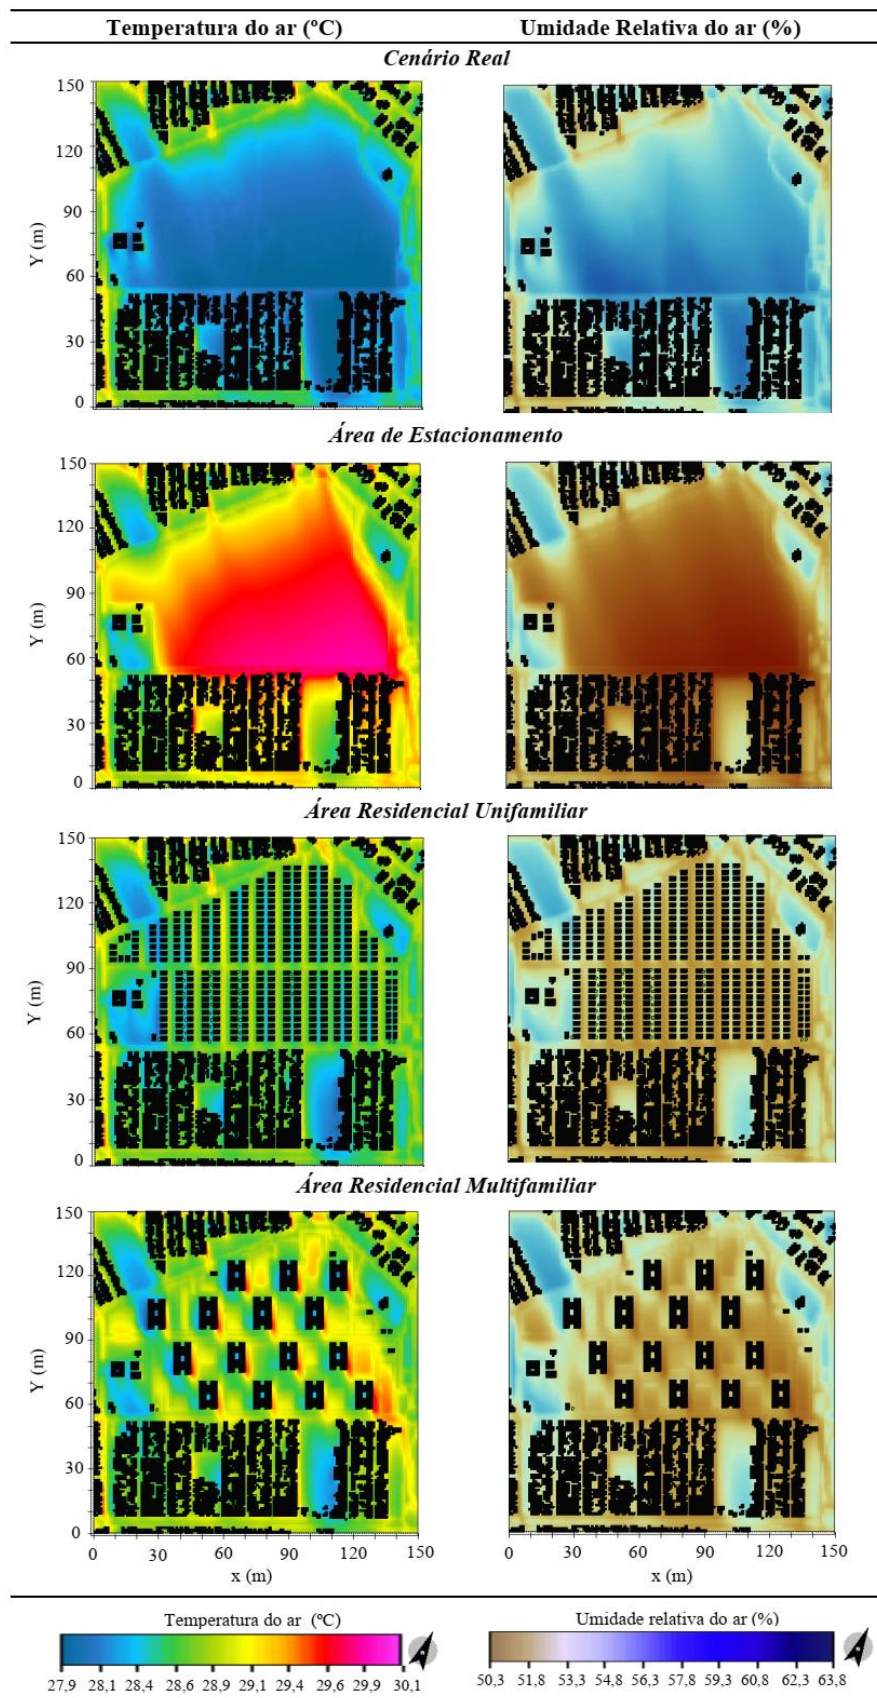 Temperatura do ar (ºC) Umidade Relativa do ar (%)
Cenário Real
150
120
90
60
30
0
Y (m)
Área de Estacionamento
150
120
90
60
30
0
Y (m)
Área Residencial Unifamiliar
150
120
90
60
30
0
Y (m)
Área Residencial Multifamiliar
150
120
90
60
30
0
Y (m)
0 30 60 90 120 150 0 30 60 90 120 150
x (m) x (m)
Temperatura do ar (ºC) Umidade relativa do ar (%)
27,9 28,1 28,4 28,6 28,9 29,1 29,4 29,6 29,9 30,1 50,3 51,8 53,3 54,8 56,3 57,8 59,3 60,8 62,3 63,8